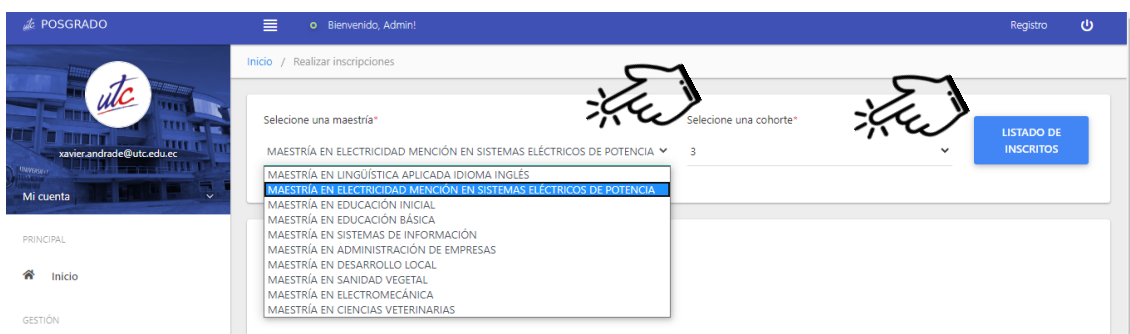 utc POSGRADO
Bienvenido, Admin!
Registro
utc
xavier.andrade@utc.edu.ec
Mi cuenta
PRINCIPAL
Inicio
GESTIÓN
Inicio / Realizar inscripciones
Selecione una maestría*
MAESTRÍA EN ELECTRICIDAD MENCIÓN EN SISTEMAS ELÉCTRICOS DE POTENCIA
MAESTRÍA EN LINGÜÍSTICA APLICADA IDIOMA INGLÉS
MAESTRÍA EN ELECTRICIDAD MENCIÓN EN SISTEMAS ELÉCTRICOS DE POTENCIA
MAESTRÍA EN EDUCACIÓN INICIAL
MAESTRÍA EN EDUCACIÓN BÁSICA
MAESTRÍA EN SISTEMAS DE INFORMACIÓN
MAESTRÍA EN ADMINISTRACIÓN DE EMPRESAS
MAESTRÍA EN DESARROLLO LOCAL
MAESTRÍA EN SANIDAD VEGETAL
MAESTRÍA EN ELECTROMECÁNICA
MAESTRÍA EN CIENCIAS VETERINARIAS
Selecione una cohorte*
3
LISTADO DE
INSCRITOS